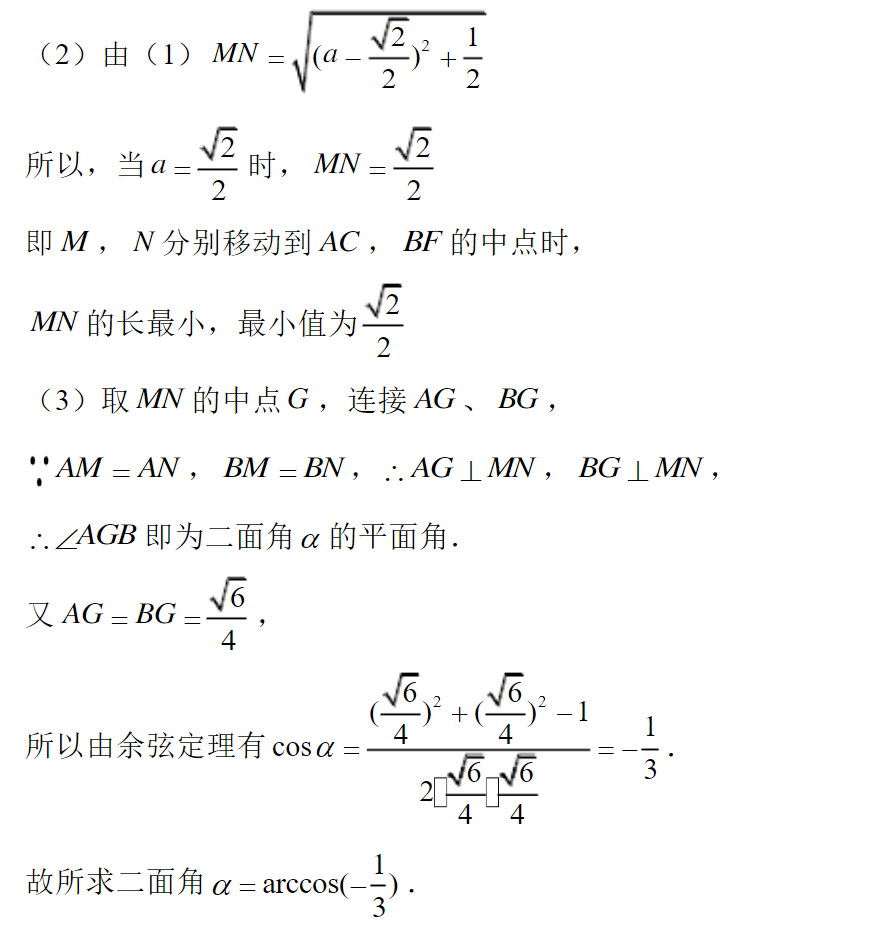 （2）由（1）MN = √((a − √2/2)² + 1/2)
所以，当 a = √2/2 时，MN = √2/2
即 M，N 分别移动到 AC，BF 的中点时，
MN 的长最小，最小值为 √2/2
（3）取 MN 的中点 G，连接 AG、BG，
∵AM = AN，BM = BN，∴AG ⊥ MN，BG ⊥ MN，
∴∠AGB 即为二面角 α 的平面角．
又 AG = BG = √6/4，
所以由余弦定理有 cos α = ((√6/4)² + (√6/4)² − 1)/(2▯√6/4▯√6/4) = −1/3．
故所求二面角 α = arccos(−1/3)．